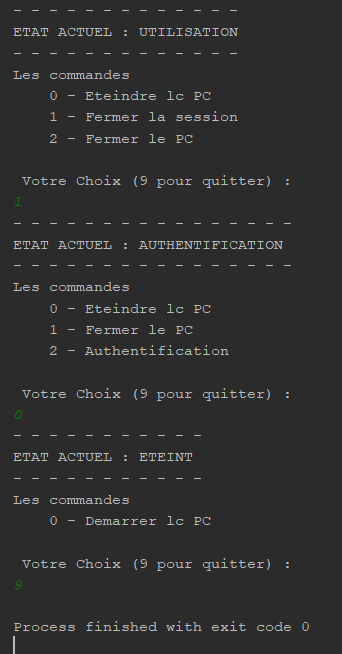 - - - - - - - - - - - - -
ETAT ACTUEL : UTILISATION
- - - - - - - - - - - - -
Les commandes
    0 - Eteindre lc PC
    1 - Fermer la session
    2 - Fermer le PC

 Votre Choix (9 pour quitter) :
1
- - - - - - - - - - - - - - - -
ETAT ACTUEL : AUTHENTIFICATION
- - - - - - - - - - - - - - - -
Les commandes
    0 - Eteindre lc PC
    1 - Fermer le PC
    2 - Authentification

 Votre Choix (9 pour quitter) :
0
- - - - - - - - - - -
ETAT ACTUEL : ETEINT
- - - - - - - - - - -
Les commandes
    0 - Demarrer lc PC

 Votre Choix (9 pour quitter) :
9

Process finished with exit code 0